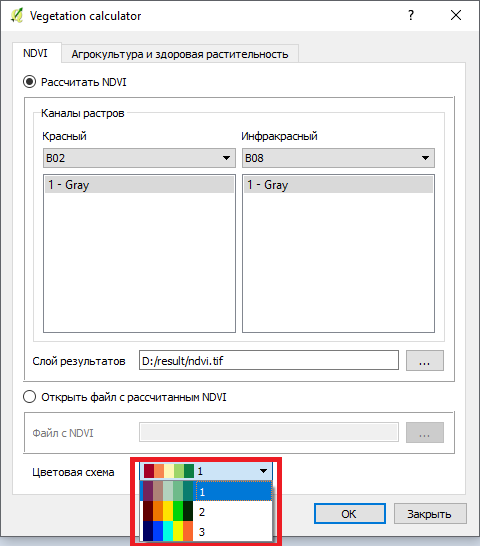 Vegetation calculator ?
NDVI Агрокультура и здоровая растительность
Рассчитать NDVI
Каналы растров
Красный Инфракрасный
B02 B08
1 - Gray 1 - Gray
Слой результатов D:/result/ndvi.tif ...
Открыть файл с рассчитанным NDVI
Файл с NDVI ...
Цветовая схема 1
1
2
3
ОК Закрыть